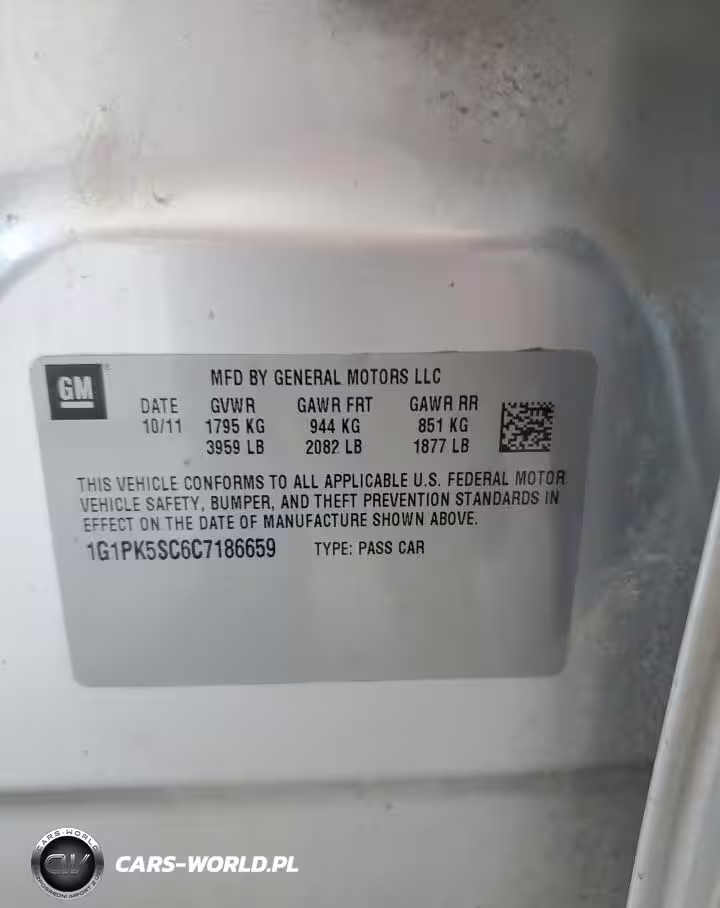 GM
MFD BY GENERAL MOTORS LLC
DATE GVWR GAWR FRT GAWR RR
10/11 1795 KG 944 KG 851 KG
3959 LB 2082 LB 1877 LB
THIS VEHICLE CONFORMS TO ALL APPLICABLE U.S. FEDERAL MOTOR
VEHICLE SAFETY, BUMPER, AND THEFT PREVENTION STANDARDS IN
EFFECT ON THE DATE OF MANUFACTURE SHOWN ABOVE.
1G1PK5SC6C7186659 TYPE: PASS CAR
CARS-WORLD
CW
CARS-WORLD.PL